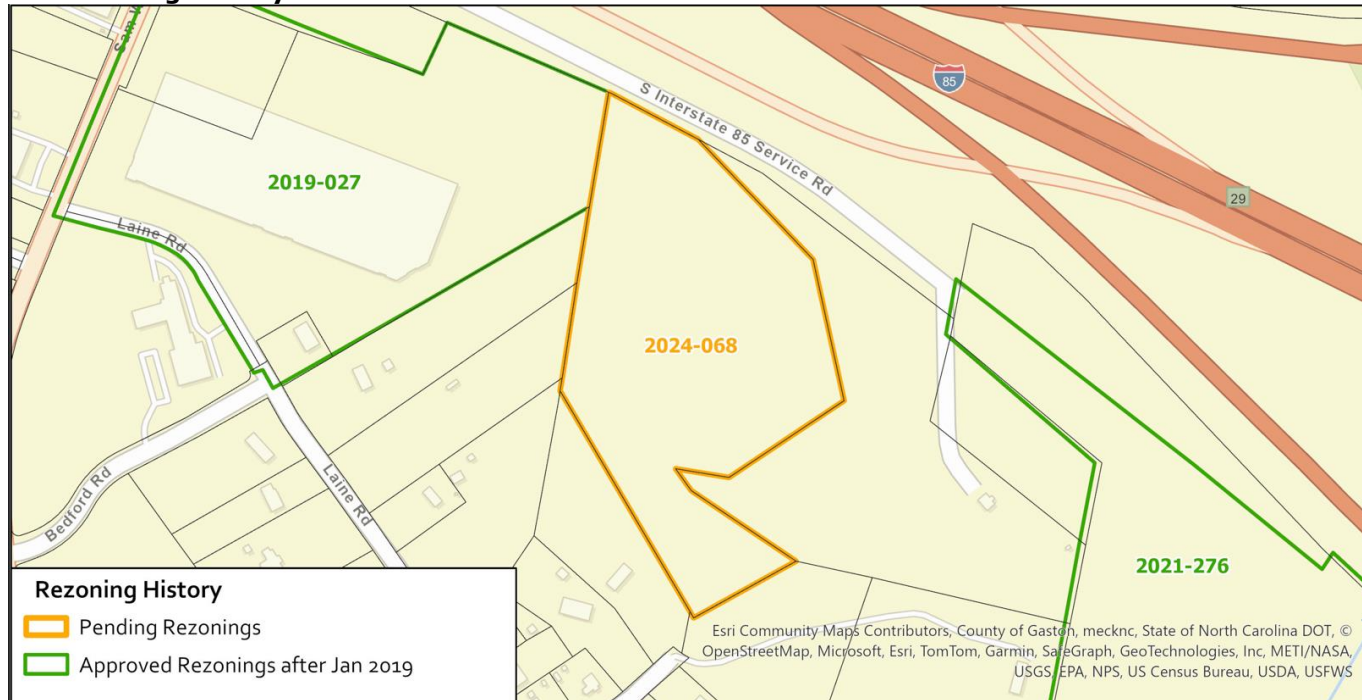 Sam W
S Interstate 85 Service Rd
85
29
2019-027
Laine Rd
2024-068
Bedford Rd
Laine Rd
2021-276
Rezoning History
Pending Rezonings
Approved Rezonings after Jan 2019
Esri Community Maps Contributors, County of Gaston, mecknc, State of North Carolina DOT, ©
OpenStreetMap, Microsoft, Esri, TomTom, Garmin, SafeGraph, GeoTechnologies, Inc, METI/NASA,
USGS, EPA, NPS, US Census Bureau, USDA, USFWS